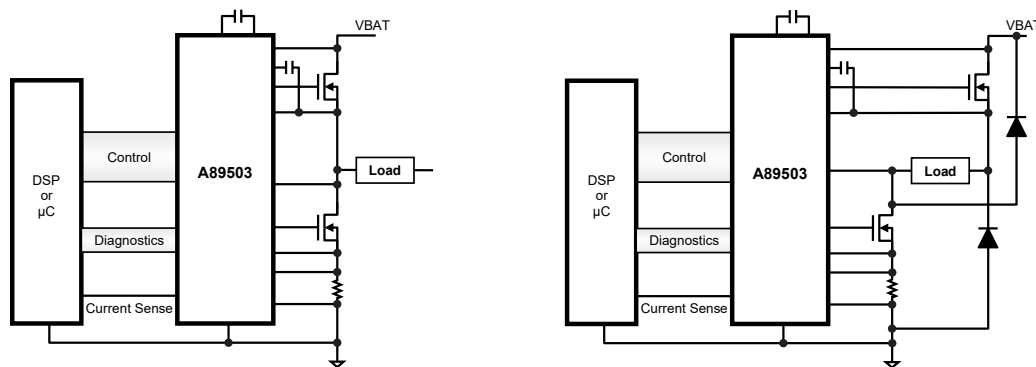 VBAT
DSP
or
µC
Control
A89503
Load
Diagnostics
Current Sense
VBAT
DSP
or
µC
Control
A89503
Load
Diagnostics
Current Sense